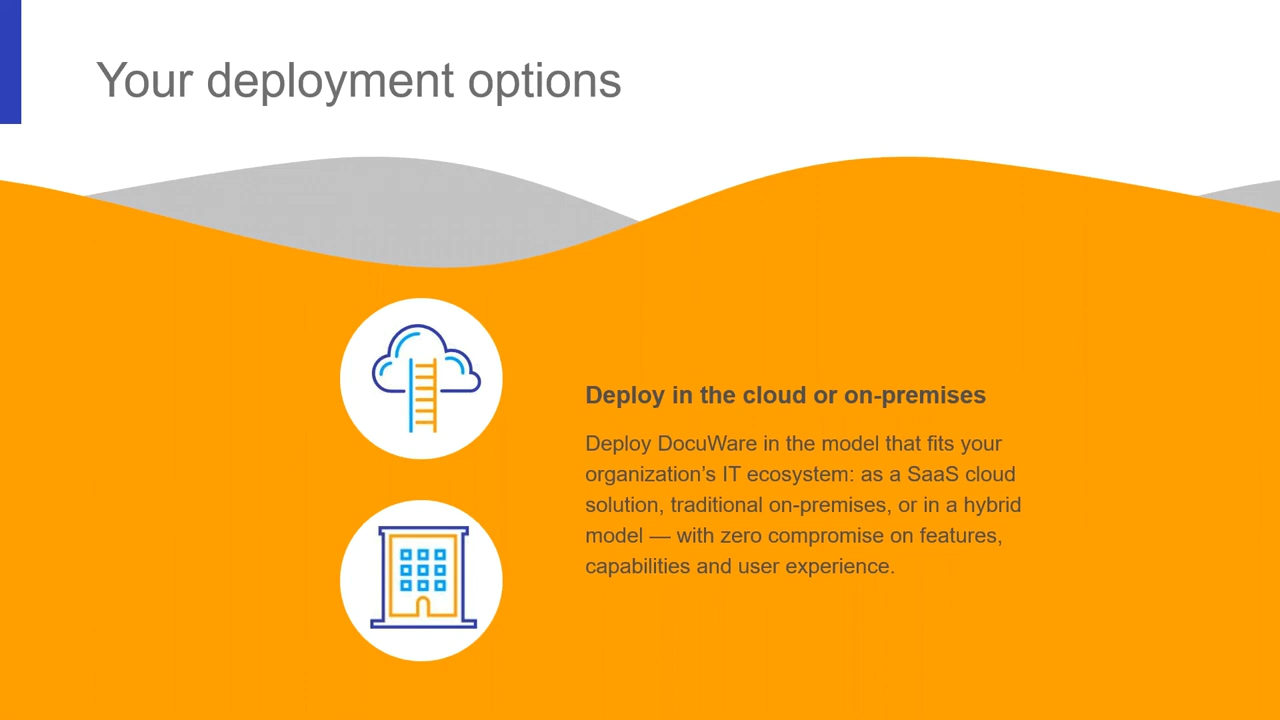 Your deployment options
Deploy in the cloud or on-premises
Deploy DocuWare in the model that fits your
organization’s IT ecosystem: as a SaaS cloud
solution, traditional on-premises, or in a hybrid
model — with zero compromise on features,
capabilities and user experience.